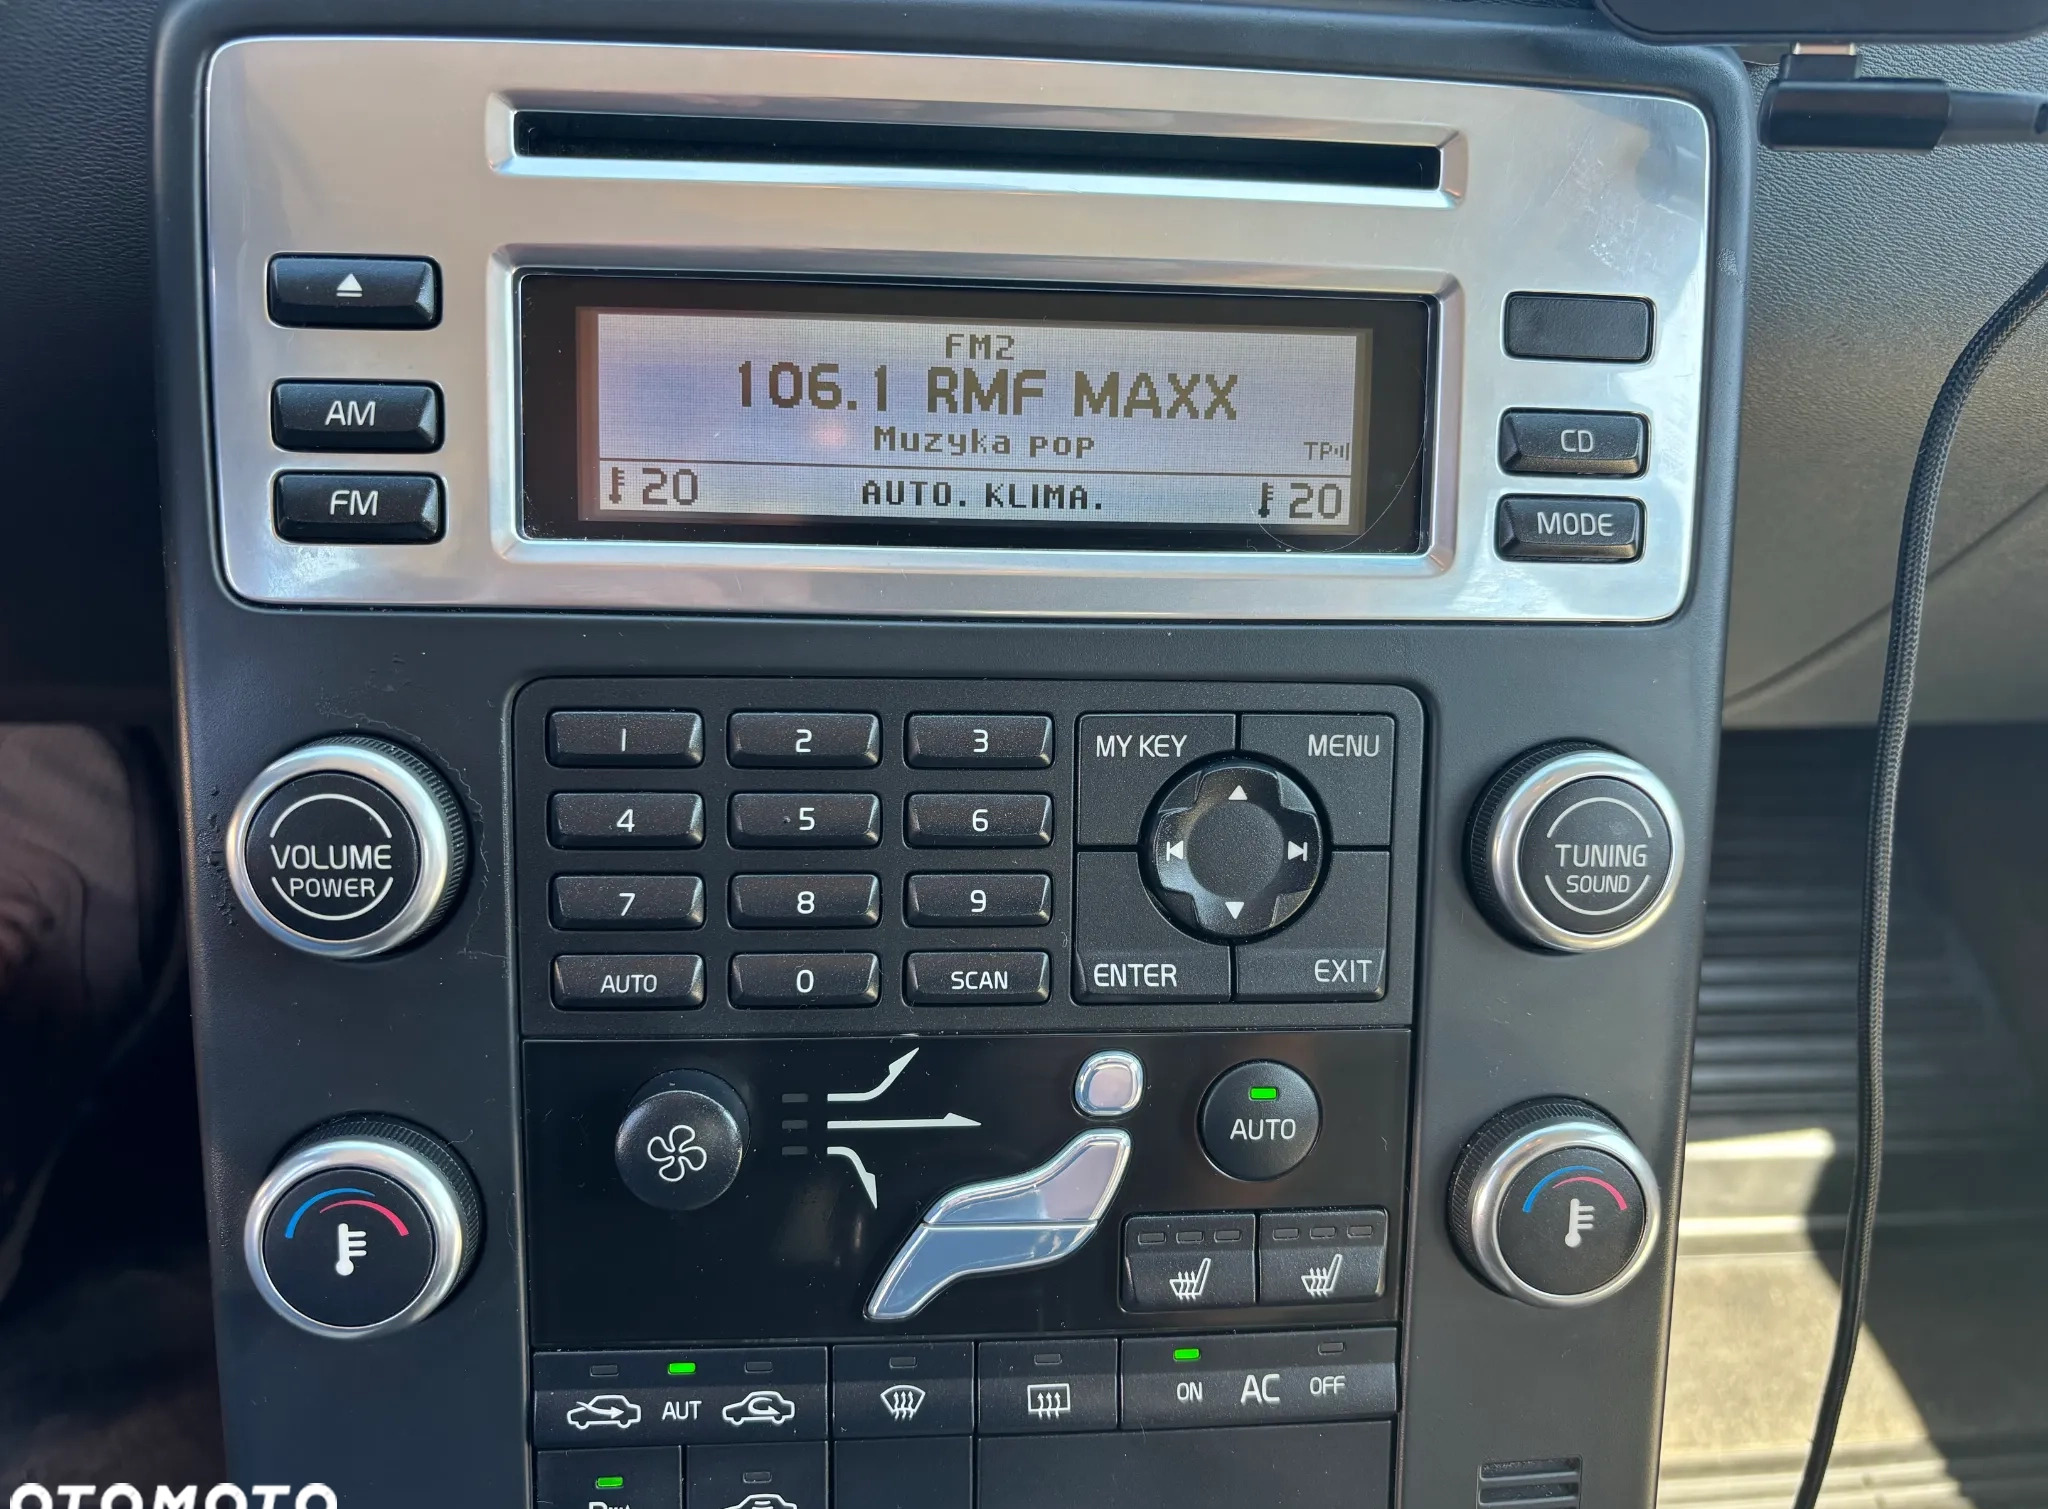 AM
FM
FM2
106.1 RMF MAXX
Muzyka pop
TP
20
AUTO. KLIMA.
20
CD
MODE
1
2
3
4
5
6
7
8
9
AUTO
0
SCAN
MY KEY
MENU
ENTER
EXIT
VOLUME
POWER
TUNING
SOUND
AUTO
AUT
ON
AC
OFF
OTOMOTO